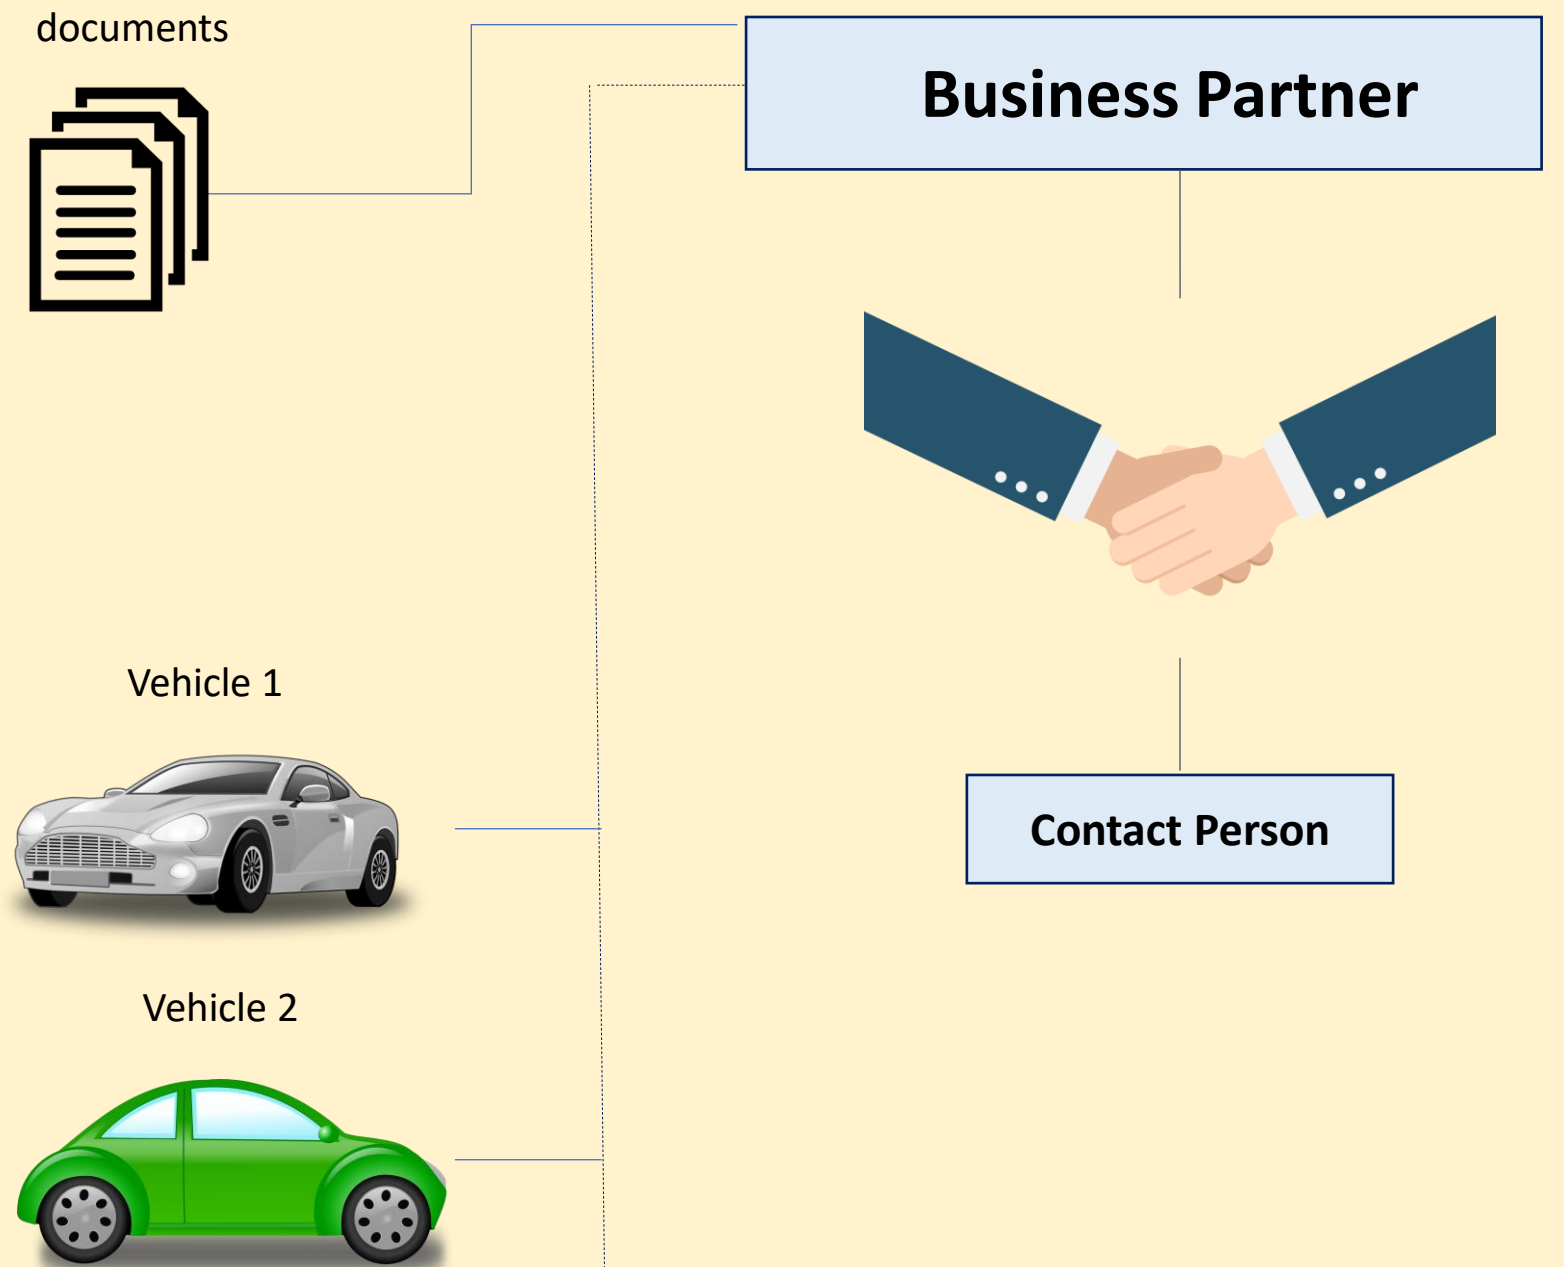 documents
Business Partner
Vehicle 1
Contact Person
Vehicle 2